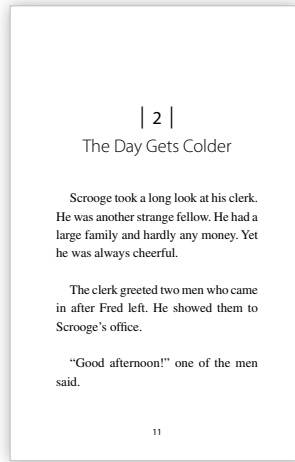 | 2 |
The Day Gets Colder
Scrooge took a long look at his clerk.
He was another strange fellow. He had a
large family and hardly any money. Yet
he was always cheerful.
The clerk greeted two men who came
in after Fred left. He showed them to
Scrooge’s office.
“Good afternoon!” one of the men
said.
11